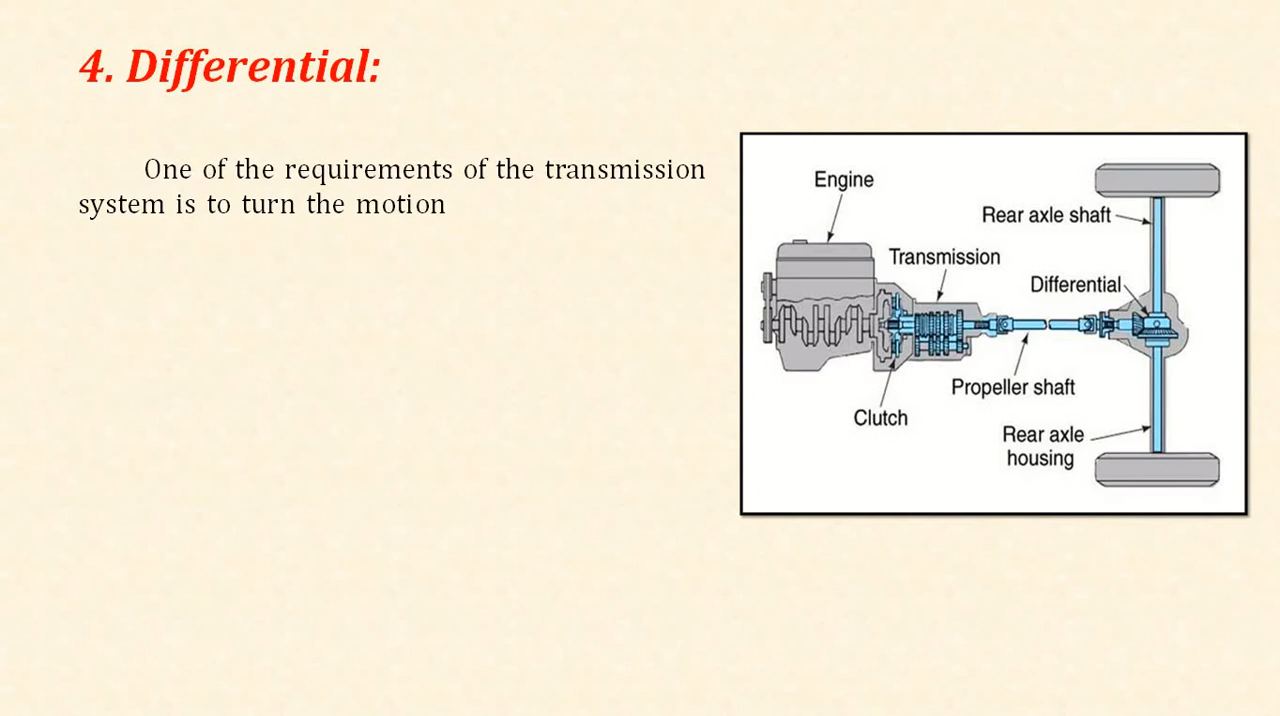 4. Differential:
One of the requirements of the transmission
system is to turn the motion
Engine
Rear axle shaft
Transmission
Differential
Propeller shaft
Clutch
Rear axle
housing